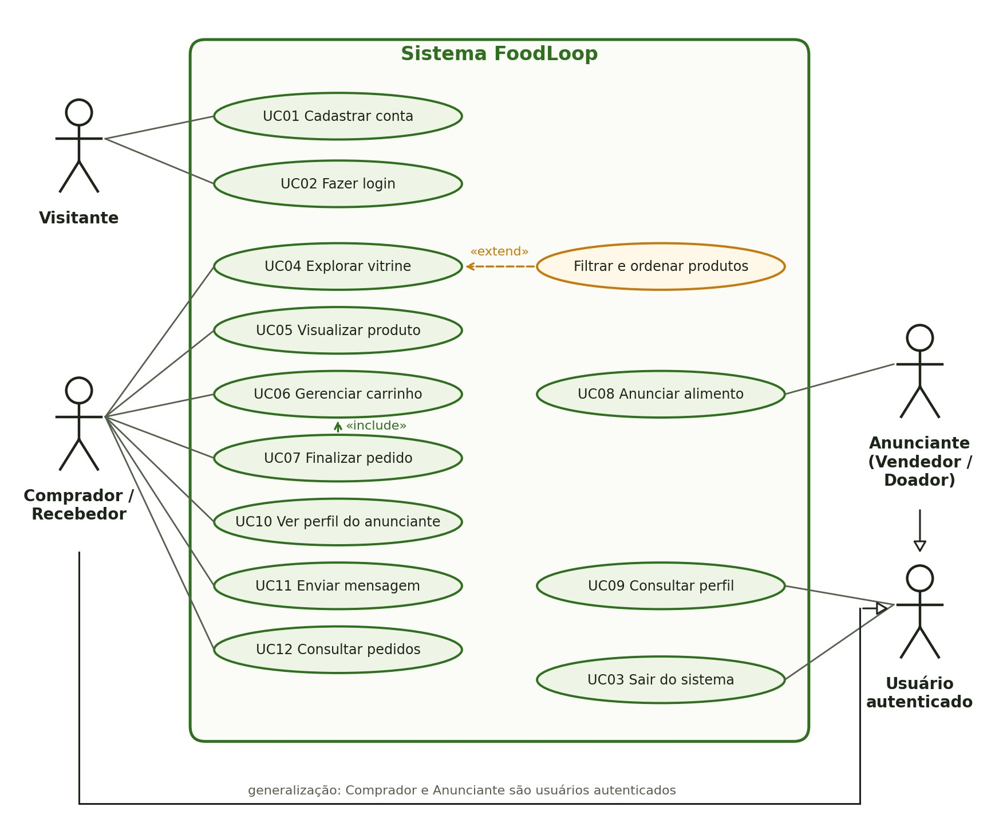 Sistema FoodLoop
UC01 Cadastrar conta
UC02 Fazer login
Visitante
UC04 Explorar vitrine
«extend»
Filtrar e ordenar produtos
UC05 Visualizar produto
UC06 Gerenciar carrinho
UC08 Anunciar alimento
«include»
UC07 Finalizar pedido
Anunciante
(Vendedor /
Doador)
Comprador /
Recebedor
UC10 Ver perfil do anunciante
UC11 Enviar mensagem
UC09 Consultar perfil
UC12 Consultar pedidos
UC03 Sair do sistema
Usuário
autenticado
generalização: Comprador e Anunciante são usuários autenticados